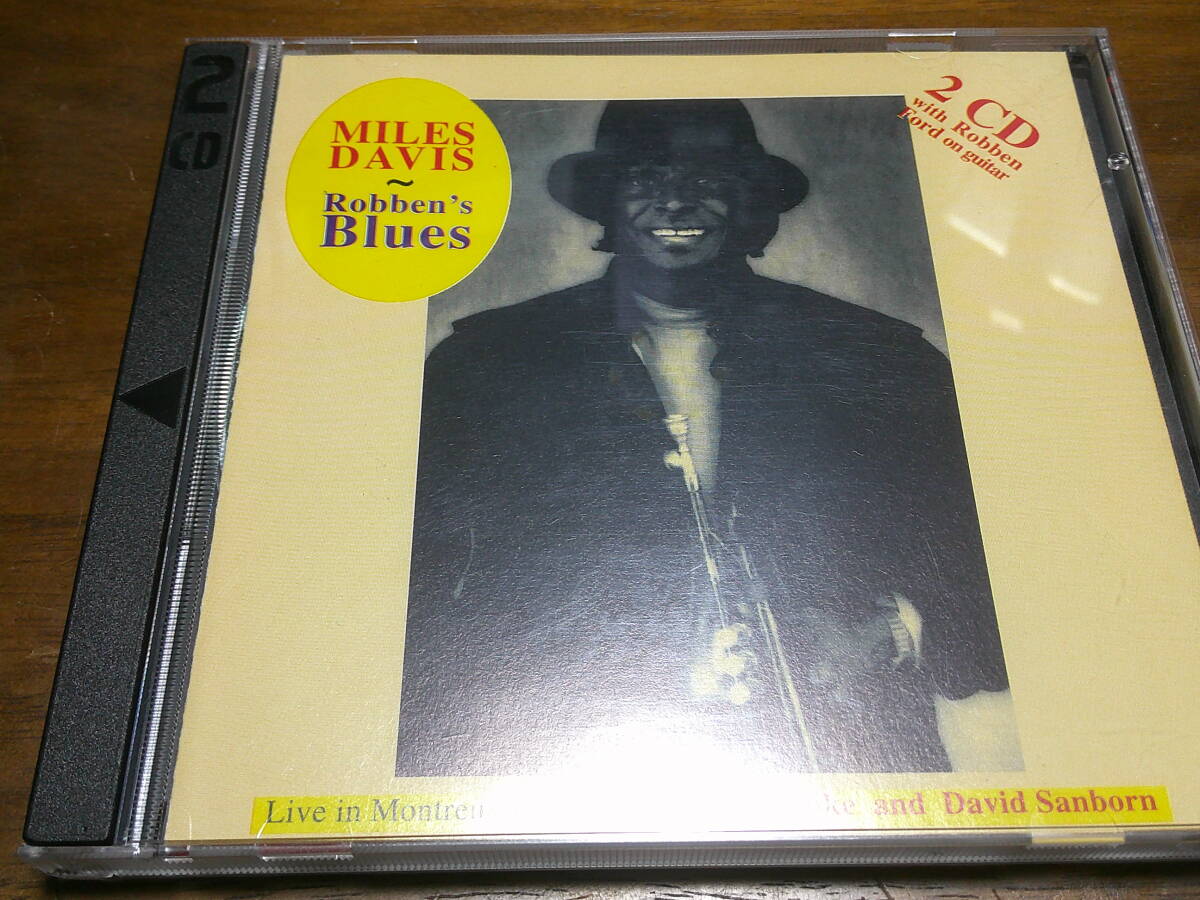 2
CD
MILES
DAVIS
~
Robben's
Blues
2 CD
with Robben
Ford on guitar
Live in Montreu ke and David Sanborn